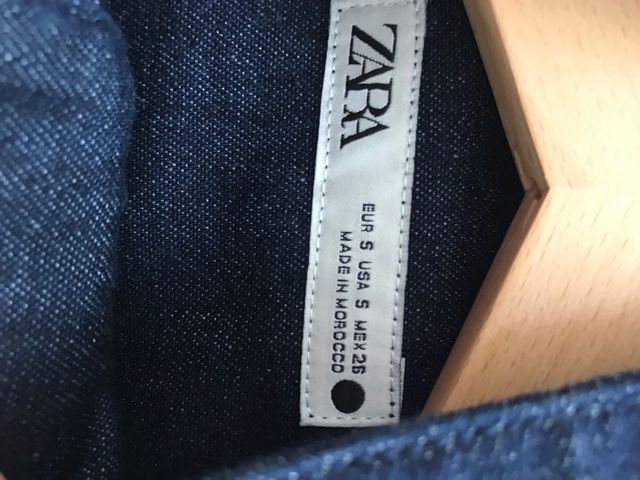 ZARA
EUR S USA S MEX 26
MADE IN MOROCCO